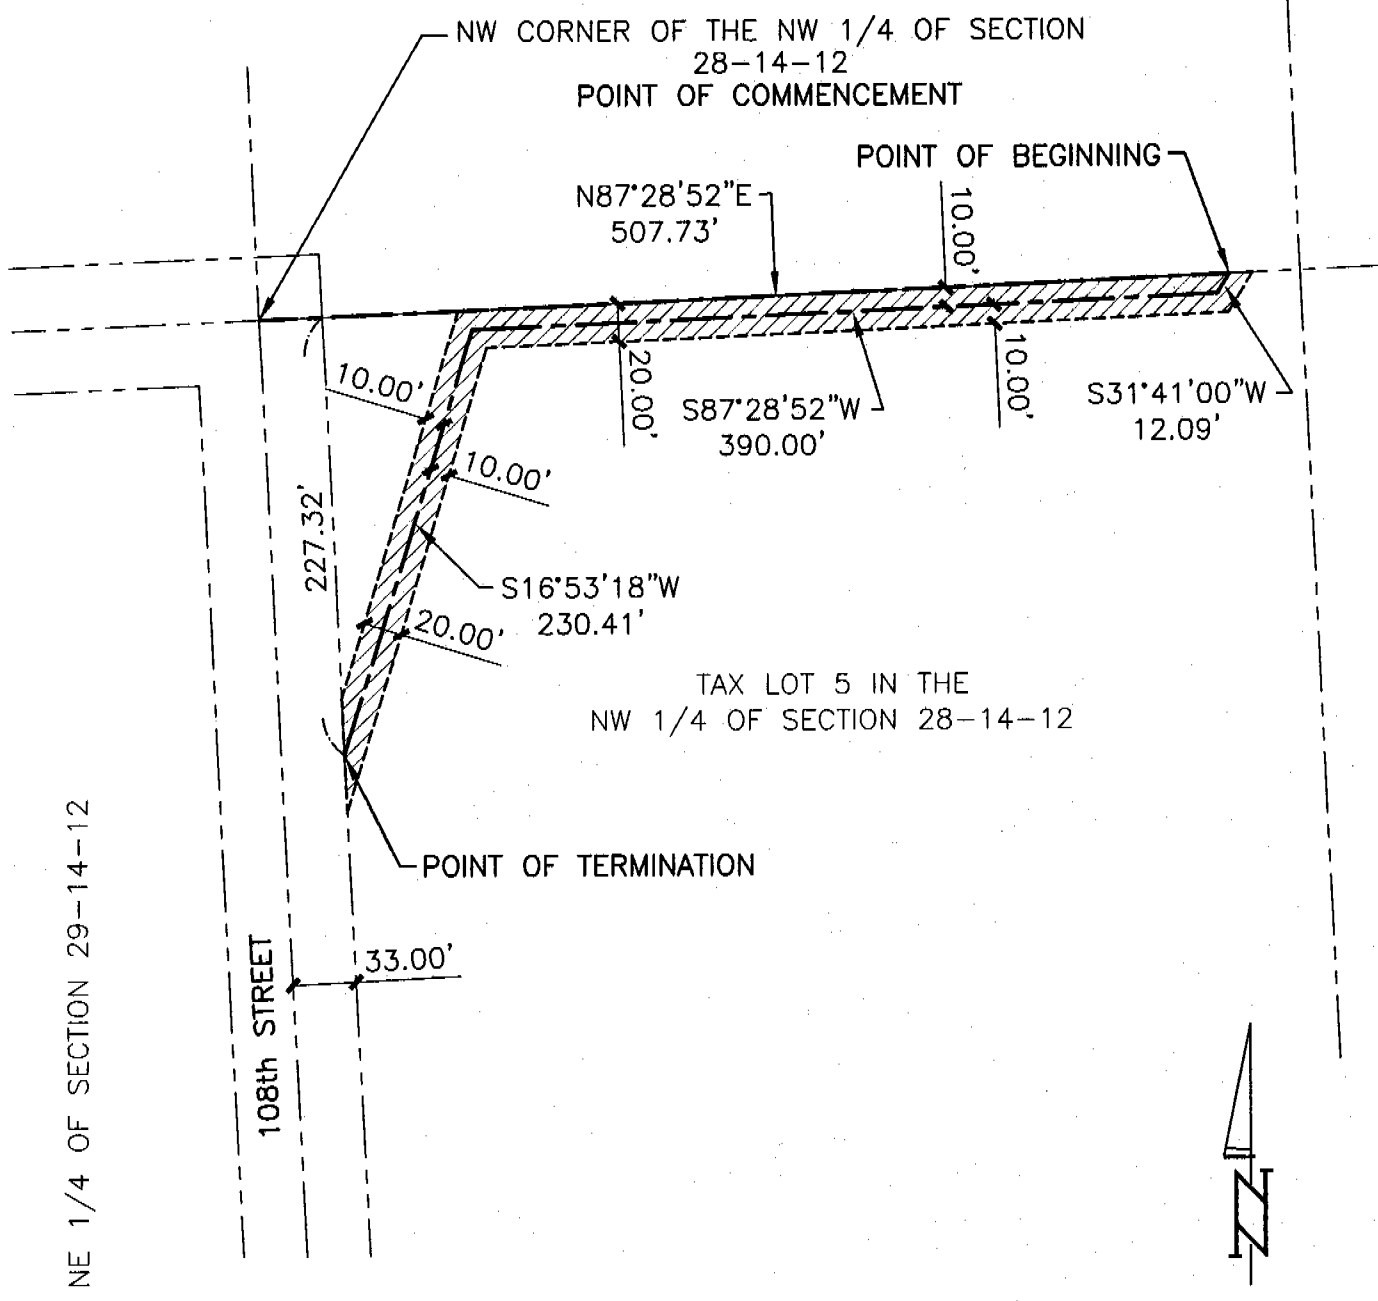 NW CORNER OF THE NW 1/4 OF SECTION
28-14-12
POINT OF COMMENCEMENT
POINT OF BEGINNING
N87°28'52"E
507.73'
10.00'
10.00'
20.00'
S87°28'52"W
390.00'
10.00'
S31°41'00"W
12.09'
10.00'
227.32'
S16°53'18"W
230.41'
20.00'
TAX LOT 5 IN THE
NW 1/4 OF SECTION 28-14-12
POINT OF TERMINATION
33.00'
108th STREET
NE 1/4 OF SECTION 29-14-12
N